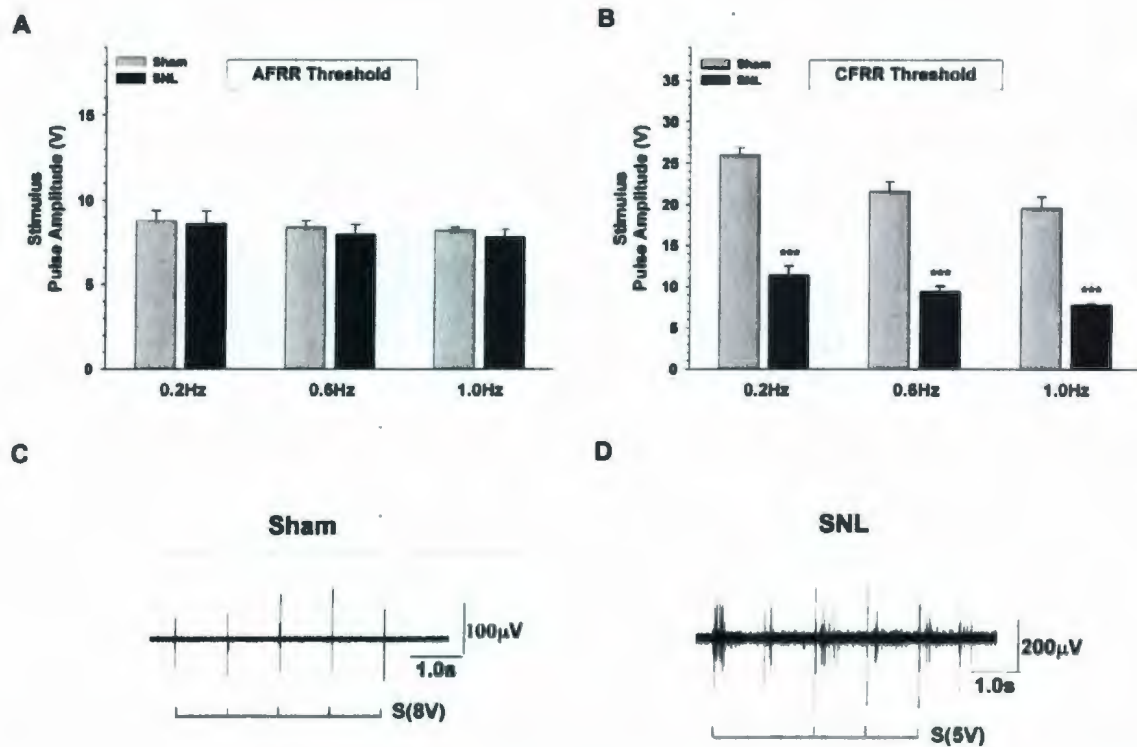 A
Sham
SNL
AFRR Threshold
Stimulus
Pulse Amplitude (V)
15
10
5
0
0.2Hz
0.6Hz
1.0Hz
B
Sham
SNL
CFRR Threshold
Stimulus
Pulse Amplitude (V)
35
30
25
20
15
10
5
0
***
***
***
0.2Hz
0.6Hz
1.0Hz
C
Sham
100μV
1.0s
S(8V)
D
SNL
200μV
1.0s
S(5V)